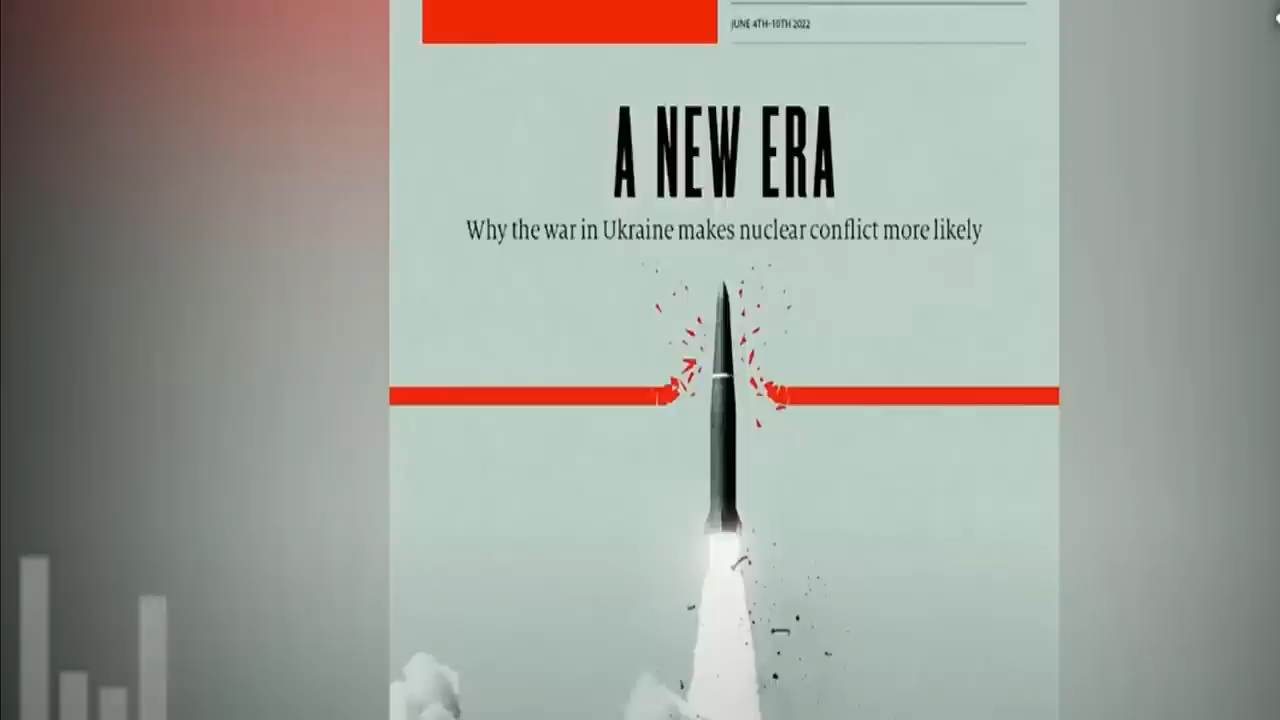 JUNE 4TH-10TH 2022
A NEW ERA
Why the war in Ukraine makes nuclear conflict more likely